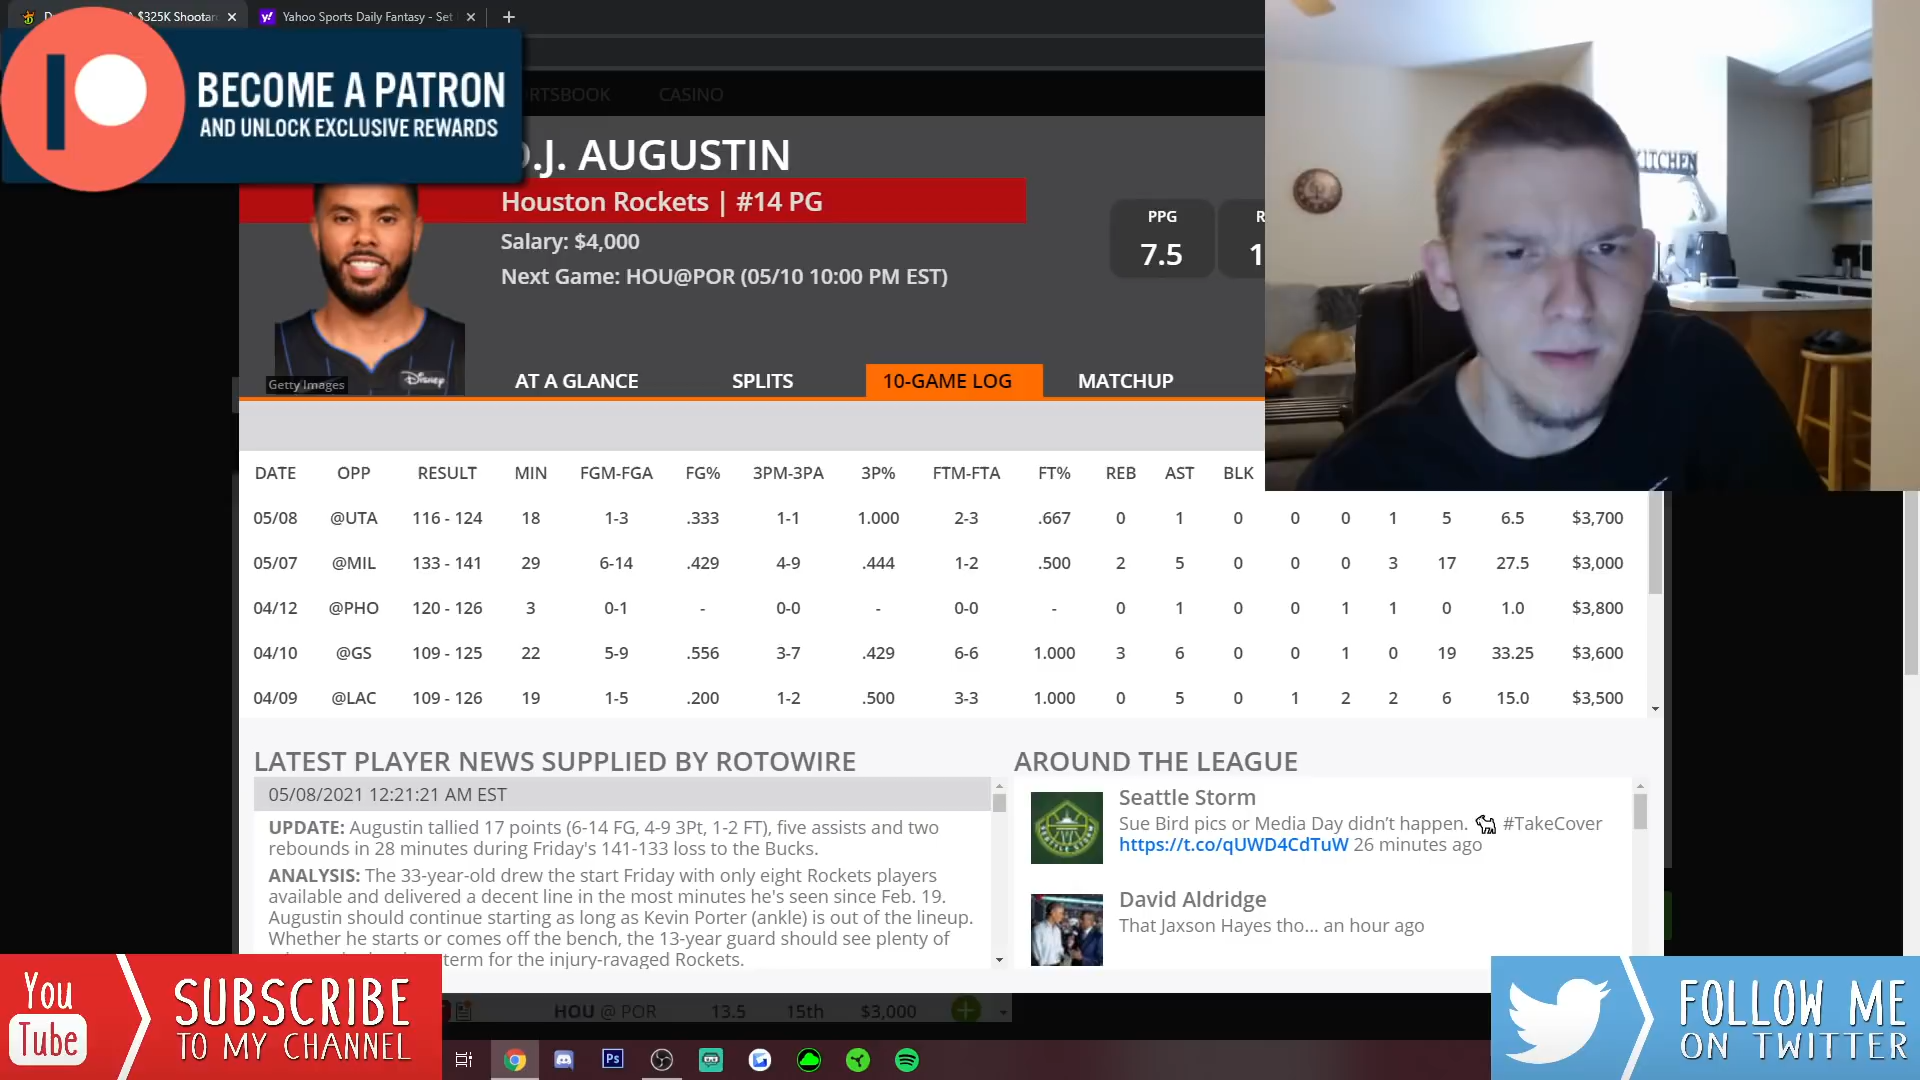 $325K Shootar
Yahoo Sports Daily Fantasy - Set
BECOME A PATRON
AND UNLOCK EXCLUSIVE REWARDS
RTSBOOK CASINO
.J. AUGUSTIN
Houston Rockets | #14 PG
Salary: $4,000
Next Game: HOU@POR (05/10 10:00 PM EST)
PPG R
7.5 1
KITCHEN
Getty Images
Disney
AT A GLANCE SPLITS 10-GAME LOG MATCHUP
DATE OPP RESULT MIN FGM-FGA FG% 3PM-3PA 3P% FTM-FTA FT% REB AST BLK
05/08 @UTA 116 - 124 18 1-3 .333 1-1 1.000 2-3 .667 0 1 0 0 0 1 5 6.5 $3,700
05/07 @MIL 133 - 141 29 6-14 .429 4-9 .444 1-2 .500 2 5 0 0 0 3 17 27.5 $3,000
04/12 @PHO 120 - 126 3 0-1 - 0-0 - 0-0 - 0 1 0 0 1 1 0 1.0 $3,800
04/10 @GS 109 - 125 22 5-9 .556 3-7 .429 6-6 1.000 3 6 0 0 1 0 19 33.25 $3,600
04/09 @LAC 109 - 126 19 1-5 .200 1-2 .500 3-3 1.000 0 5 0 1 2 2 6 15.0 $3,500
LATEST PLAYER NEWS SUPPLIED BY ROTOWIRE
05/08/2021 12:21:21 AM EST
UPDATE: Augustin tallied 17 points (6-14 FG, 4-9 3Pt, 1-2 FT), five assists and two
rebounds in 28 minutes during Friday's 141-133 loss to the Bucks.
ANALYSIS: The 33-year-old drew the start Friday with only eight Rockets players
available and delivered a decent line in the most minutes he's seen since Feb. 19.
Augustin should continue starting as long as Kevin Porter (ankle) is out of the lineup.
Whether he starts or comes off the bench, the 13-year guard should see plenty of
term for the injury-ravaged Rockets.
AROUND THE LEAGUE
Seattle Storm
Sue Bird pics or Media Day didn't happen. #TakeCover
https://t.co/qUWD4CdTuW 26 minutes ago
David Aldridge
That Jaxson Hayes tho... an hour ago
HOU @ POR 13.5 15th $3,000
You
Tube
SUBSCRIBE
TO MY CHANNEL
Ps
FOLLOW ME
ON TWITTER